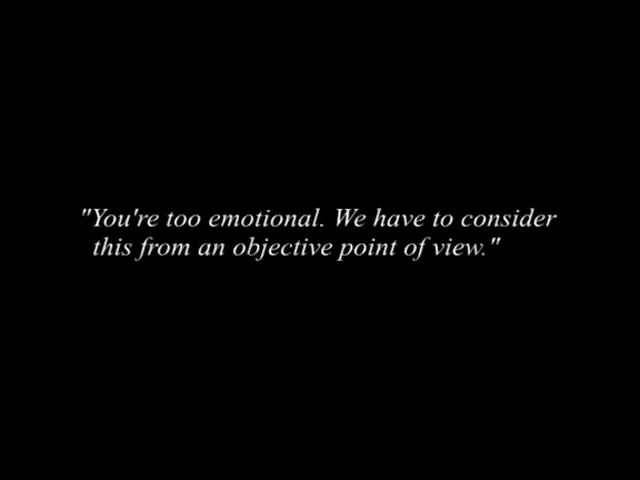 "You're too emotional. We have to consider
this from an objective point of view."